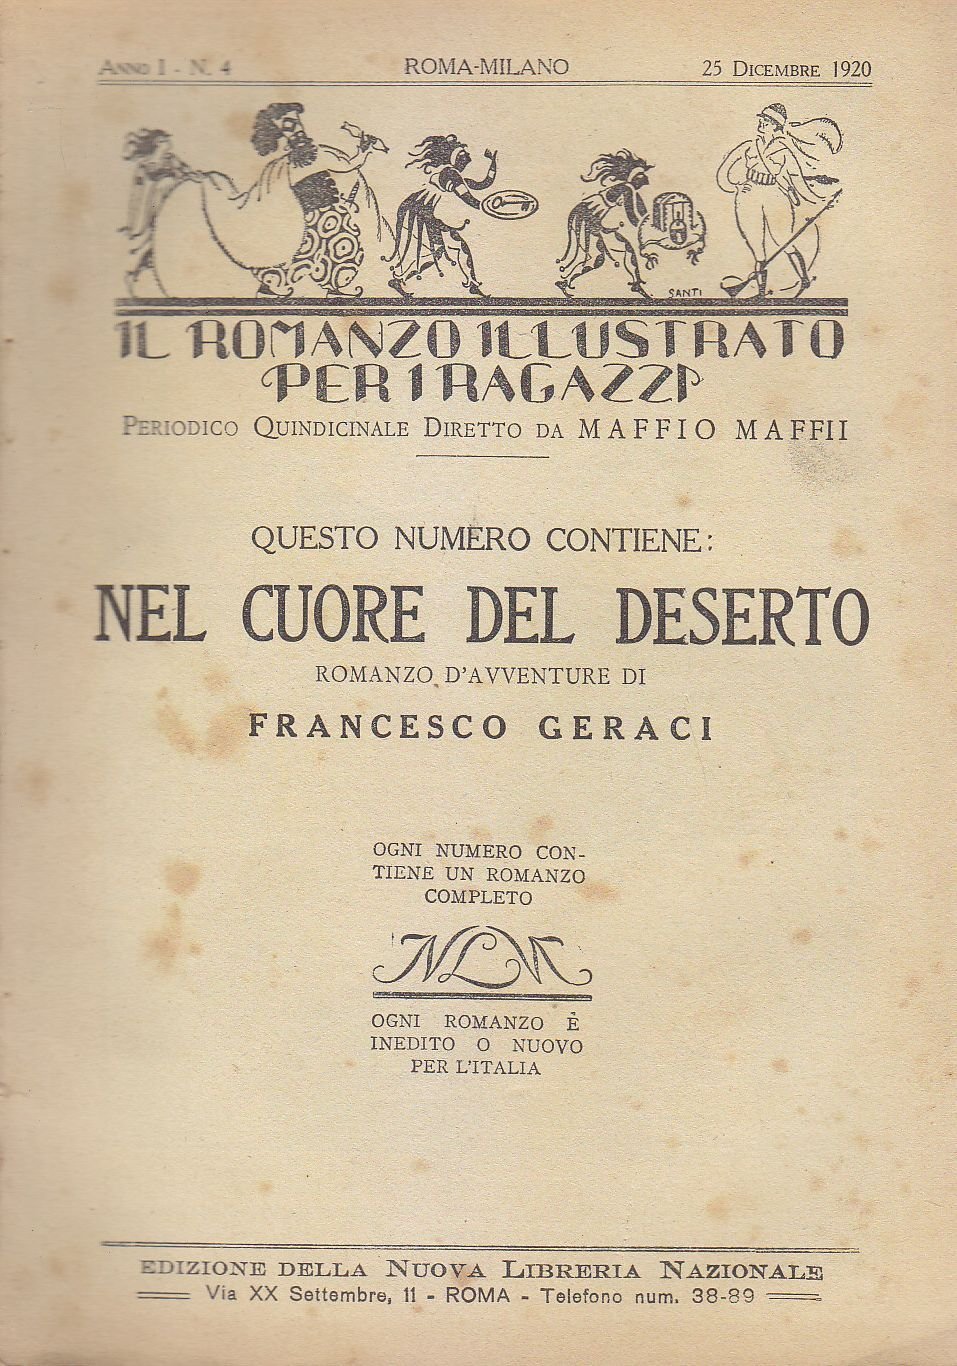 ANNO I - N. 4 ROMA-MILANO 25 DICEMBRE 1920
SANTI
IL ROMANZO ILLUSTRATO
PER I RAGAZZI
PERIODICO QUINDICINALE DIRETTO DA MAFFIO MAFFII
QUESTO NUMERO CONTIENE:
NEL CUORE DEL DESERTO
ROMANZO D'AVVENTURE DI
FRANCESCO GERACI
OGNI NUMERO CON-
TIENE UN ROMANZO
COMPLETO
NLN
OGNI ROMANZO È
INEDITO O NUOVO
PER L'ITALIA
EDIZIONE DELLA NUOVA LIBRERIA NAZIONALE
Via XX Settembre, 11 - ROMA - Telefono num. 38-89